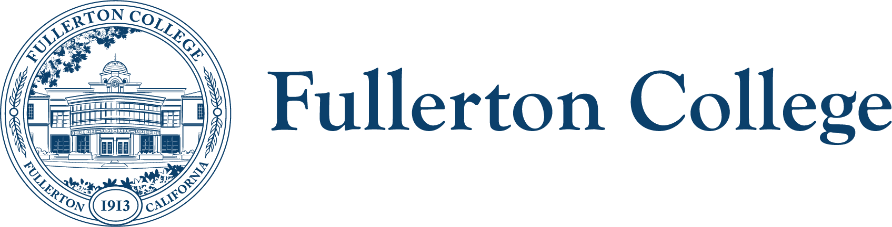 FULLERTON COLLEGE
FULLERTON
1913
CALIFORNIA
Fullerton College